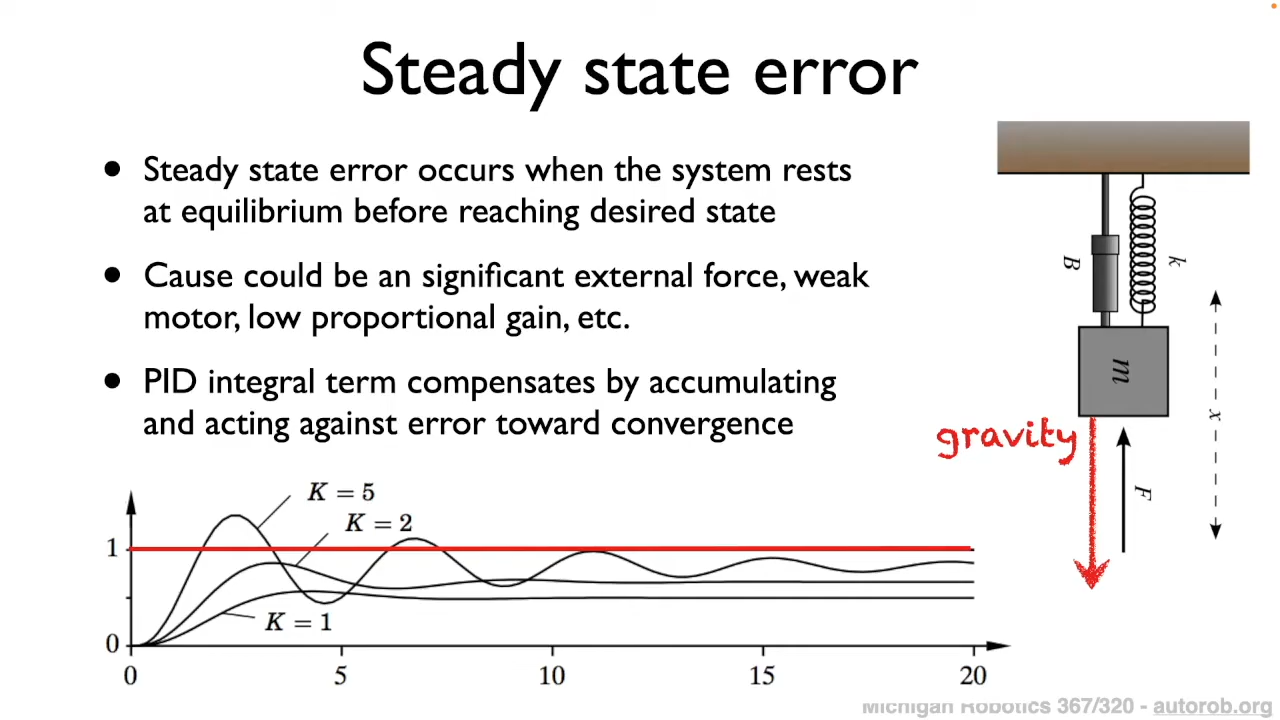 Steady state error
• Steady state error occurs when the system rests
at equilibrium before reaching desired state
• Cause could be an significant external force, weak
motor, low proportional gain, etc.
• PID integral term compensates by accumulating
and acting against error toward convergence
B
k
m
x
gravity
F
K = 5
K = 2
1
K = 1
0
0 5 10 15 20
Michigan Robotics 367/320 - autorob.org